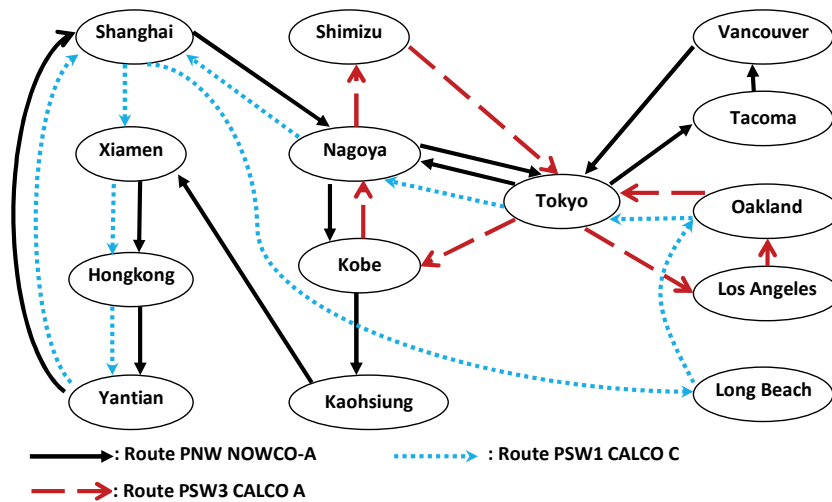 Shanghai
Shimizu
Vancouver
Tacoma
Xiamen
Nagoya
Tokyo
Oakland
Hongkong
Kobe
Los Angeles
Yantian
Kaohsiung
Long Beach
: Route PNW NOWCO-A
: Route PSW1 CALCO C
: Route PSW3 CALCO A